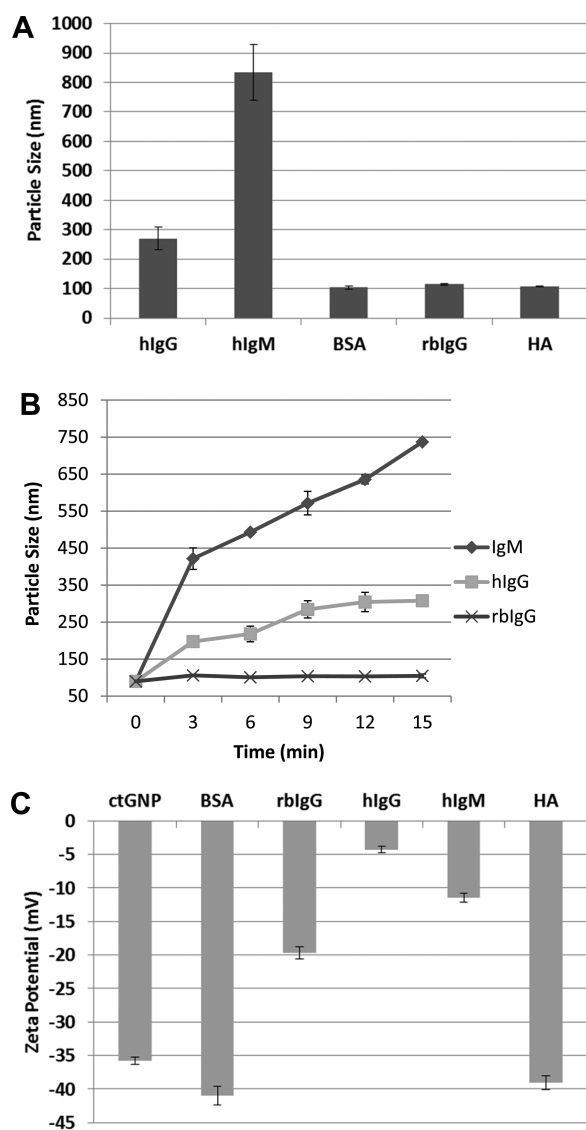 A
Particle Size (nm)
1000
900
800
700
600
500
400
300
200
100
0
hIgG hIgM BSA rbIgG HA
B
Particle Size (nm)
850
750
650
550
450
350
250
150
50
0 3 6 9 12 15
Time (min)
IgM
hIgG
rbIgG
C
ctGNP BSA rbIgG hIgG hIgM HA
Zeta Potential (mV)
0
-5
-10
-15
-20
-25
-30
-35
-40
-45